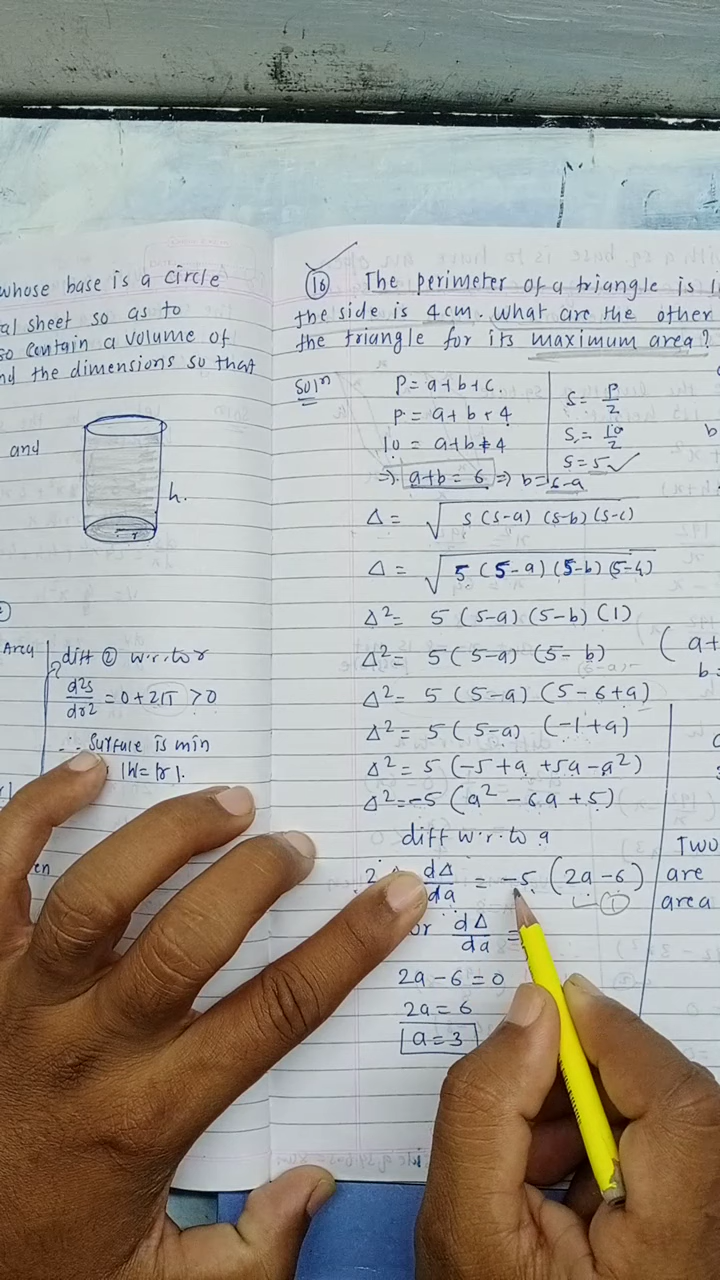 whose base is a circle
al sheet so as to
so contain a volume of
nd the dimensions so that
and
h.
r
Area
diff ② w.r.to r
d²s/dr² = 0+2π >0
∴ Surface is min
|h|=|r|.
en
⑯ The perimeter of a triangle is 1
the side is 4cm. What are the other
the triangle for its maximum area?
Solⁿ
P = a+b+c.
P = a+b+4
10 = a+b+4
⇒ a+b = 6 ⇒ b=6-a
S = P/2
S = 10/2
S = 5 ✓
Δ = √s(s-a) (s-b)(s-c)
Δ = √5 (5-a)(5-b)(5-4)
Δ² = 5 (5-a)(5-b) (1)
Δ² = 5(5-a) (5-b)
Δ² = 5 (5-a) (5-6+a)
Δ² = 5 (5-a) (-1+a)
Δ² = 5(-5+a+5a-a²)
Δ² = -5(a²-6a+5)
diff w.r.to a
2 dΔ/da = -5 (2a-6)
①
or dΔ/da =
2a-6=0
2a=6
a=3
(a+
b=
Two
are
area